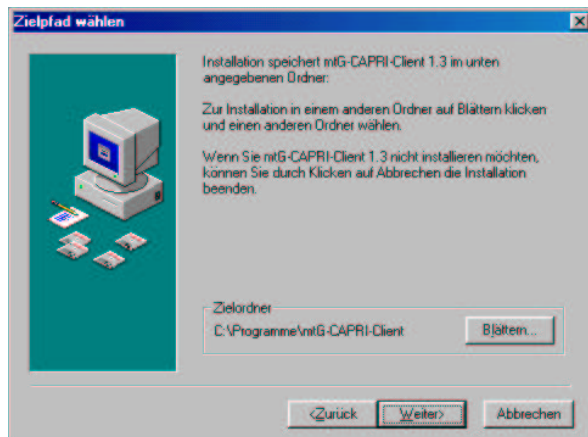 Zielpfad wählen
Installation speichert mtG-CAPRI-Client 1.3 im unten
angegebenen Ordner:
Zur Installation in einem anderen Ordner auf Blättern klicken
und einen anderen Ordner wählen.
Wenn Sie mtG-CAPRI-Client 1.3 nicht installieren möchten,
können Sie durch Klicken auf Abbrechen die Installation
beenden.
Zielordner
C:\Programme\mtG-CAPRI-Client
Blättern...
<Zurück
Weiter>
Abbrechen